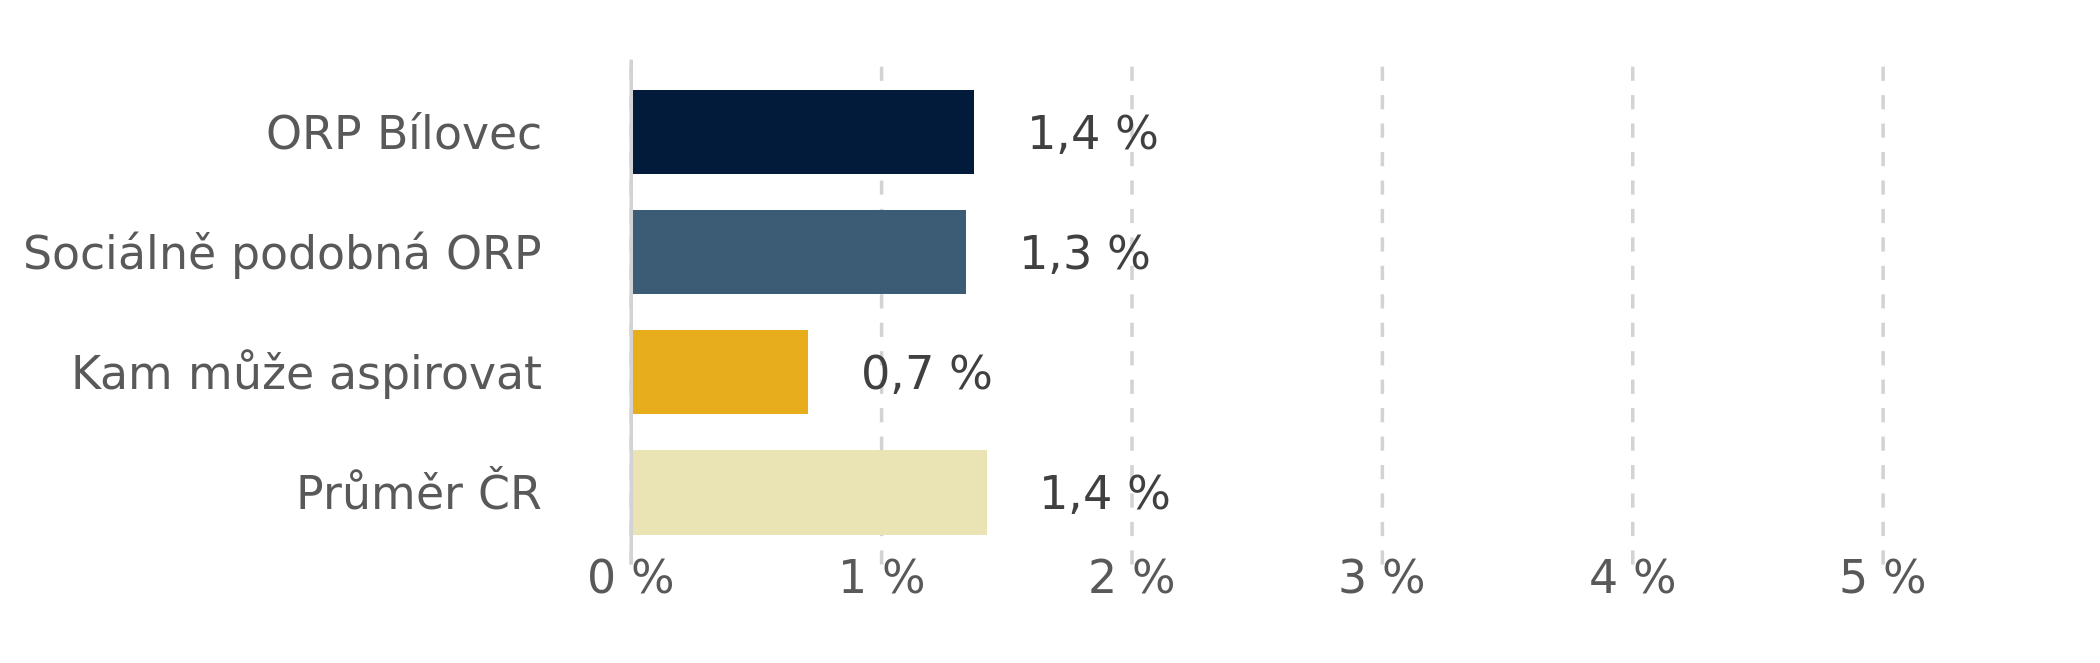 ORP Bílovec 1,4 %
Sociálně podobná ORP 1,3 %
Kam může aspirovat 0,7 %
Průměr ČR 1,4 %
0 % 1 % 2 % 3 % 4 % 5 %